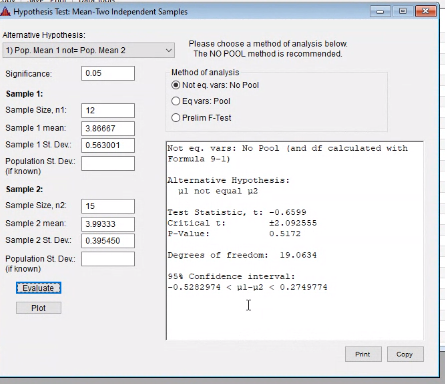 Hypothesis Test: Mean-Two Independent Samples
Alternative Hypothesis:
1) Pop. Mean 1 not= Pop. Mean 2
Please choose a method of analysis below.
The NO POOL method is recommended.
Significance: 0.05
Method of analysis
Not eq. vars: No Pool
Eq vars: Pool
Prelim F-Test
Sample 1:
Sample Size, n1: 12
Sample 1 mean: 3.86667
Sample 1 St. Dev.: 0.563001
Population St. Dev.:
(if known)
Sample 2:
Sample Size, n2: 15
Sample 2 mean: 3.99333
Sample 2 St. Dev.: 0.395450
Population St. Dev.:
(if known)
Evaluate
Plot
Not eq. vars: No Pool (and df calculated with
Formula 9-1)
Alternative Hypothesis:
μ1 not equal μ2
Test Statistic, t: -0.6599
Critical t: ±2.092555
P-Value: 0.5172
Degrees of freedom: 19.0634
95% Confidence interval:
-0.5282974 < μ1-μ2 < 0.2749774
Print
Copy